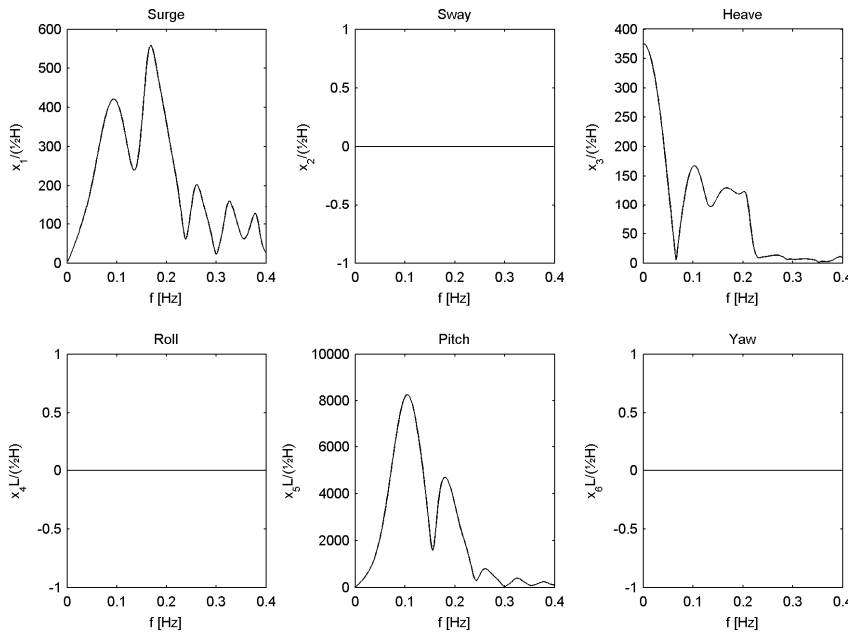 Surge
600
500
400
300
200
100
0
x1/(½H)
0 0.1 0.2 0.3 0.4
f [Hz]
Sway
1
0.5
0
-0.5
-1
x2/(½H)
0 0.1 0.2 0.3 0.4
f [Hz]
Heave
400
350
300
250
200
150
100
50
0
x3/(½H)
0 0.1 0.2 0.3 0.4
f [Hz]
Roll
1
0.5
0
-0.5
-1
x4L/(½H)
0 0.1 0.2 0.3 0.4
f [Hz]
Pitch
10000
8000
6000
4000
2000
0
x5L/(½H)
0 0.1 0.2 0.3 0.4
f [Hz]
Yaw
1
0.5
0
-0.5
-1
x6L/(½H)
0 0.1 0.2 0.3 0.4
f [Hz]